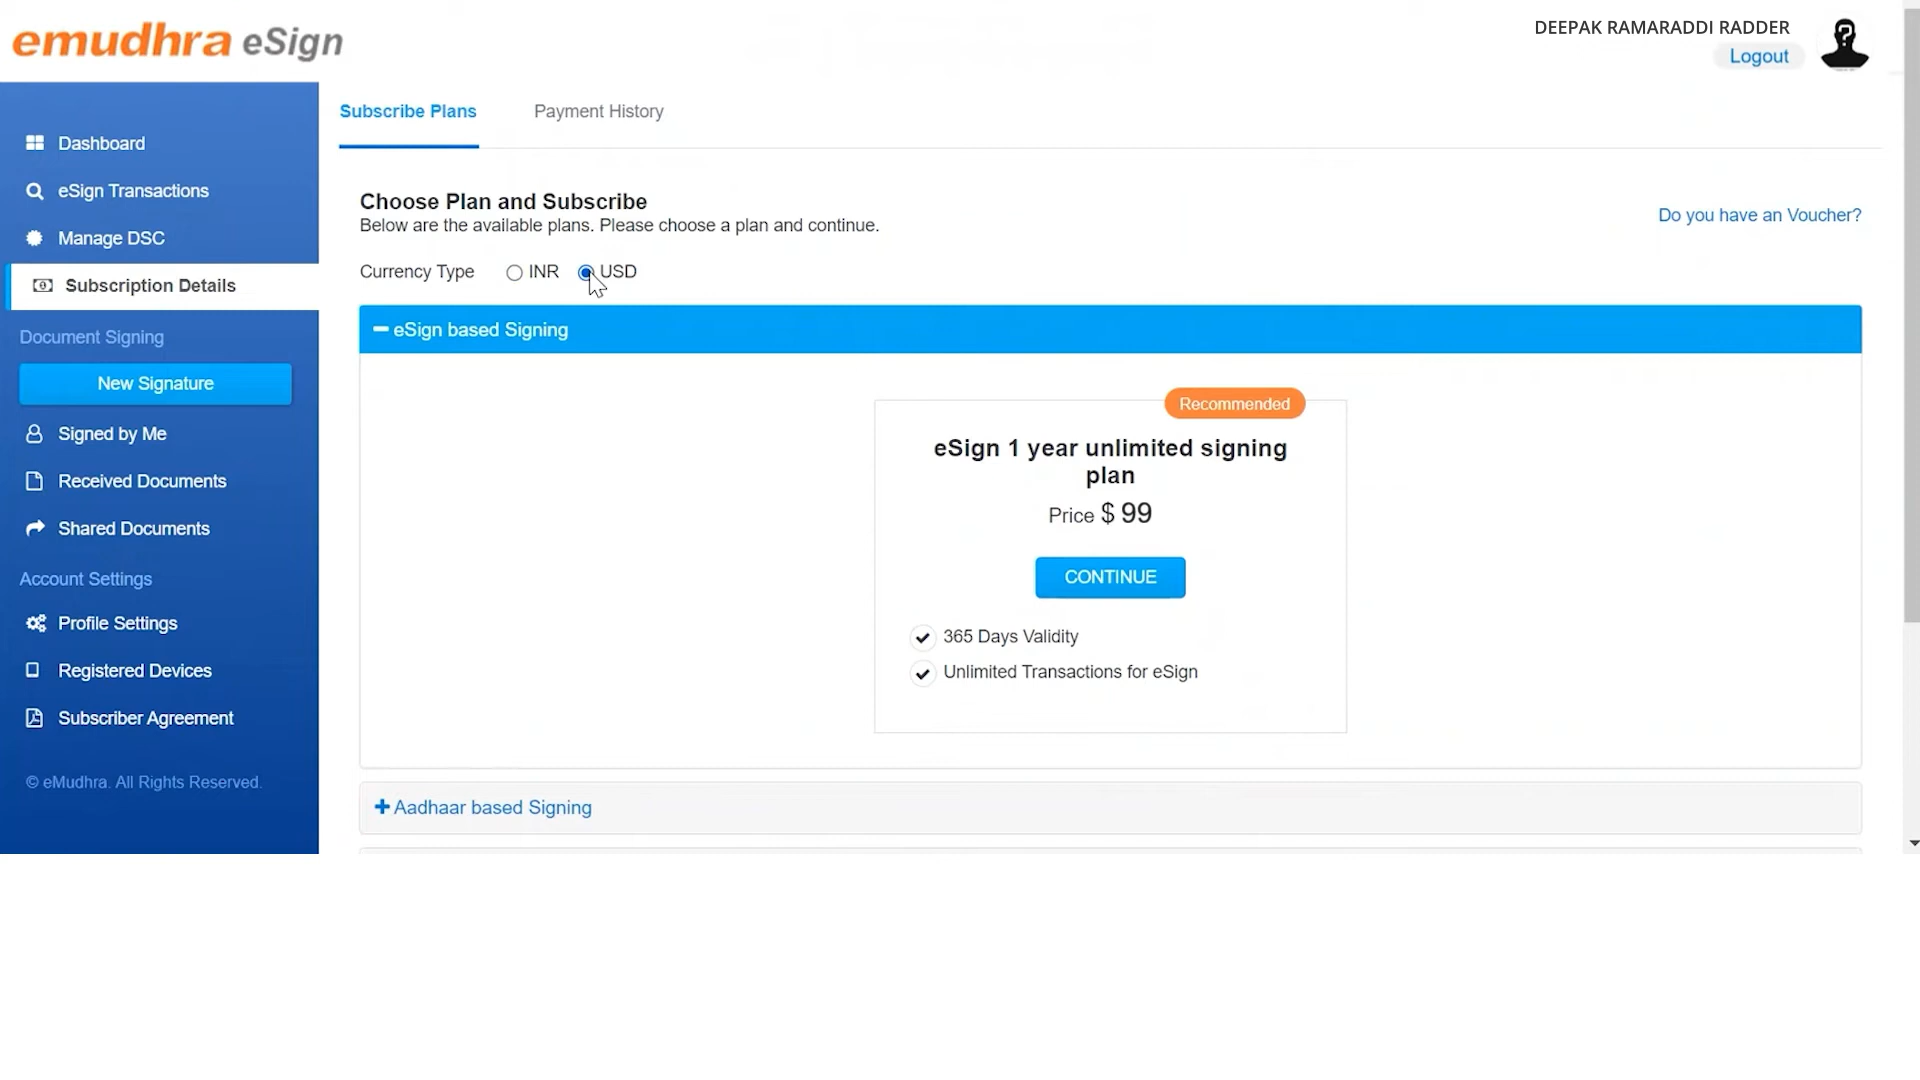 emudhra eSign
DEEPAK RAMARADDI RADDER
Logout
Dashboard
eSign Transactions
Manage DSC
Subscription Details
Document Signing
New Signature
Signed by Me
Received Documents
Shared Documents
Account Settings
Profile Settings
Registered Devices
Subscriber Agreement
© eMudhra. All Rights Reserved.
Subscribe Plans
Payment History
Choose Plan and Subscribe
Below are the available plans. Please choose a plan and continue.
Do you have an Voucher?
Currency Type INR USD
eSign based Signing
Recommended
eSign 1 year unlimited signing
plan
Price $ 99
CONTINUE
365 Days Validity
Unlimited Transactions for eSign
Aadhaar based Signing